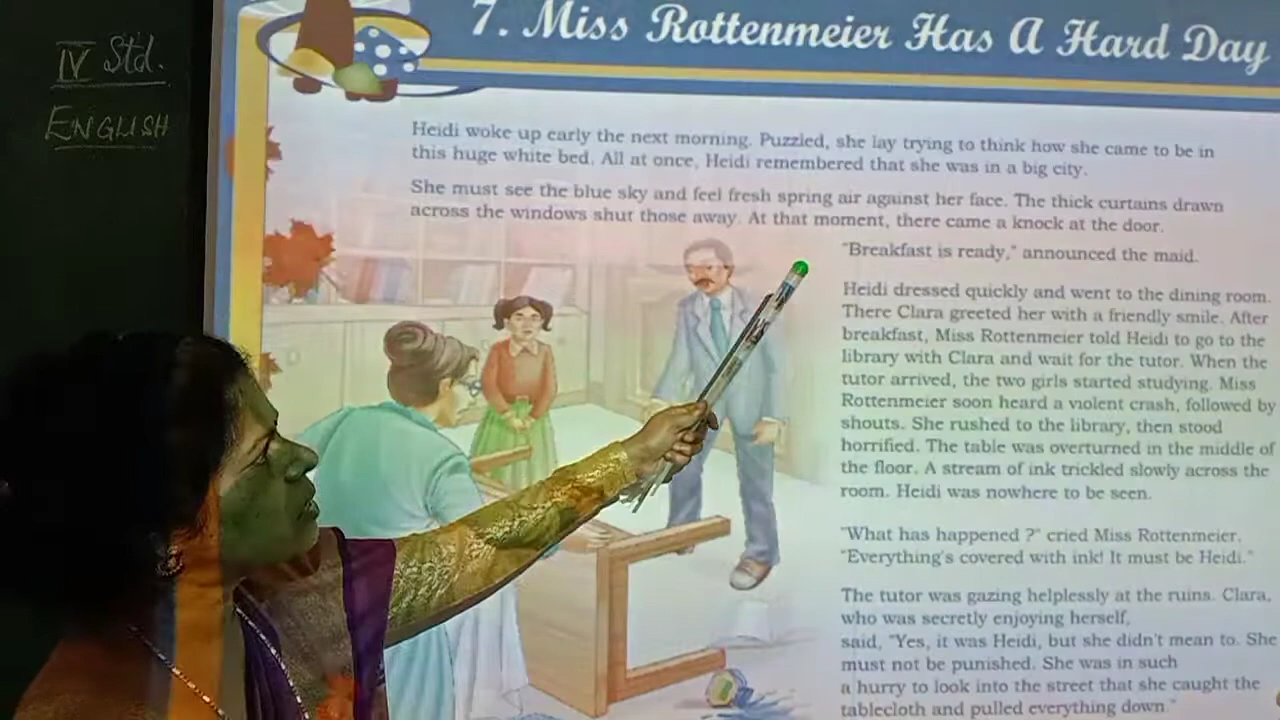 IV Std.
ENGLISH
7. Miss Rottenmeier Has A Hard Day
Heidi woke up early the next morning. Puzzled, she lay trying to think how she came to be in
this huge white bed. All at once, Heidi remembered that she was in a big city.
She must see the blue sky and feel fresh spring air against her face. The thick curtains drawn
across the windows shut those away. At that moment, there came a knock at the door.
"Breakfast is ready," announced the maid.
Heidi dressed quickly and went to the dining room.
There Clara greeted her with a friendly smile. After
breakfast, Miss Rottenmeier told Heidi to go to the
library with Clara and wait for the tutor. When the
tutor arrived, the two girls started studying. Miss
Rottenmeier soon heard a violent crash, followed by
shouts. She rushed to the library, then stood
horrified. The table was overturned in the middle of
the floor. A stream of ink trickled slowly across the
room. Heidi was nowhere to be seen.
"What has happened ?" cried Miss Rottenmeier.
"Everything's covered with ink! It must be Heidi."
The tutor was gazing helplessly at the ruins. Clara,
who was secretly enjoying herself,
said, "Yes, it was Heidi, but she didn't mean to. She
must not be punished. She was in such
a hurry to look into the street that she caught the
tablecloth and pulled everything down."